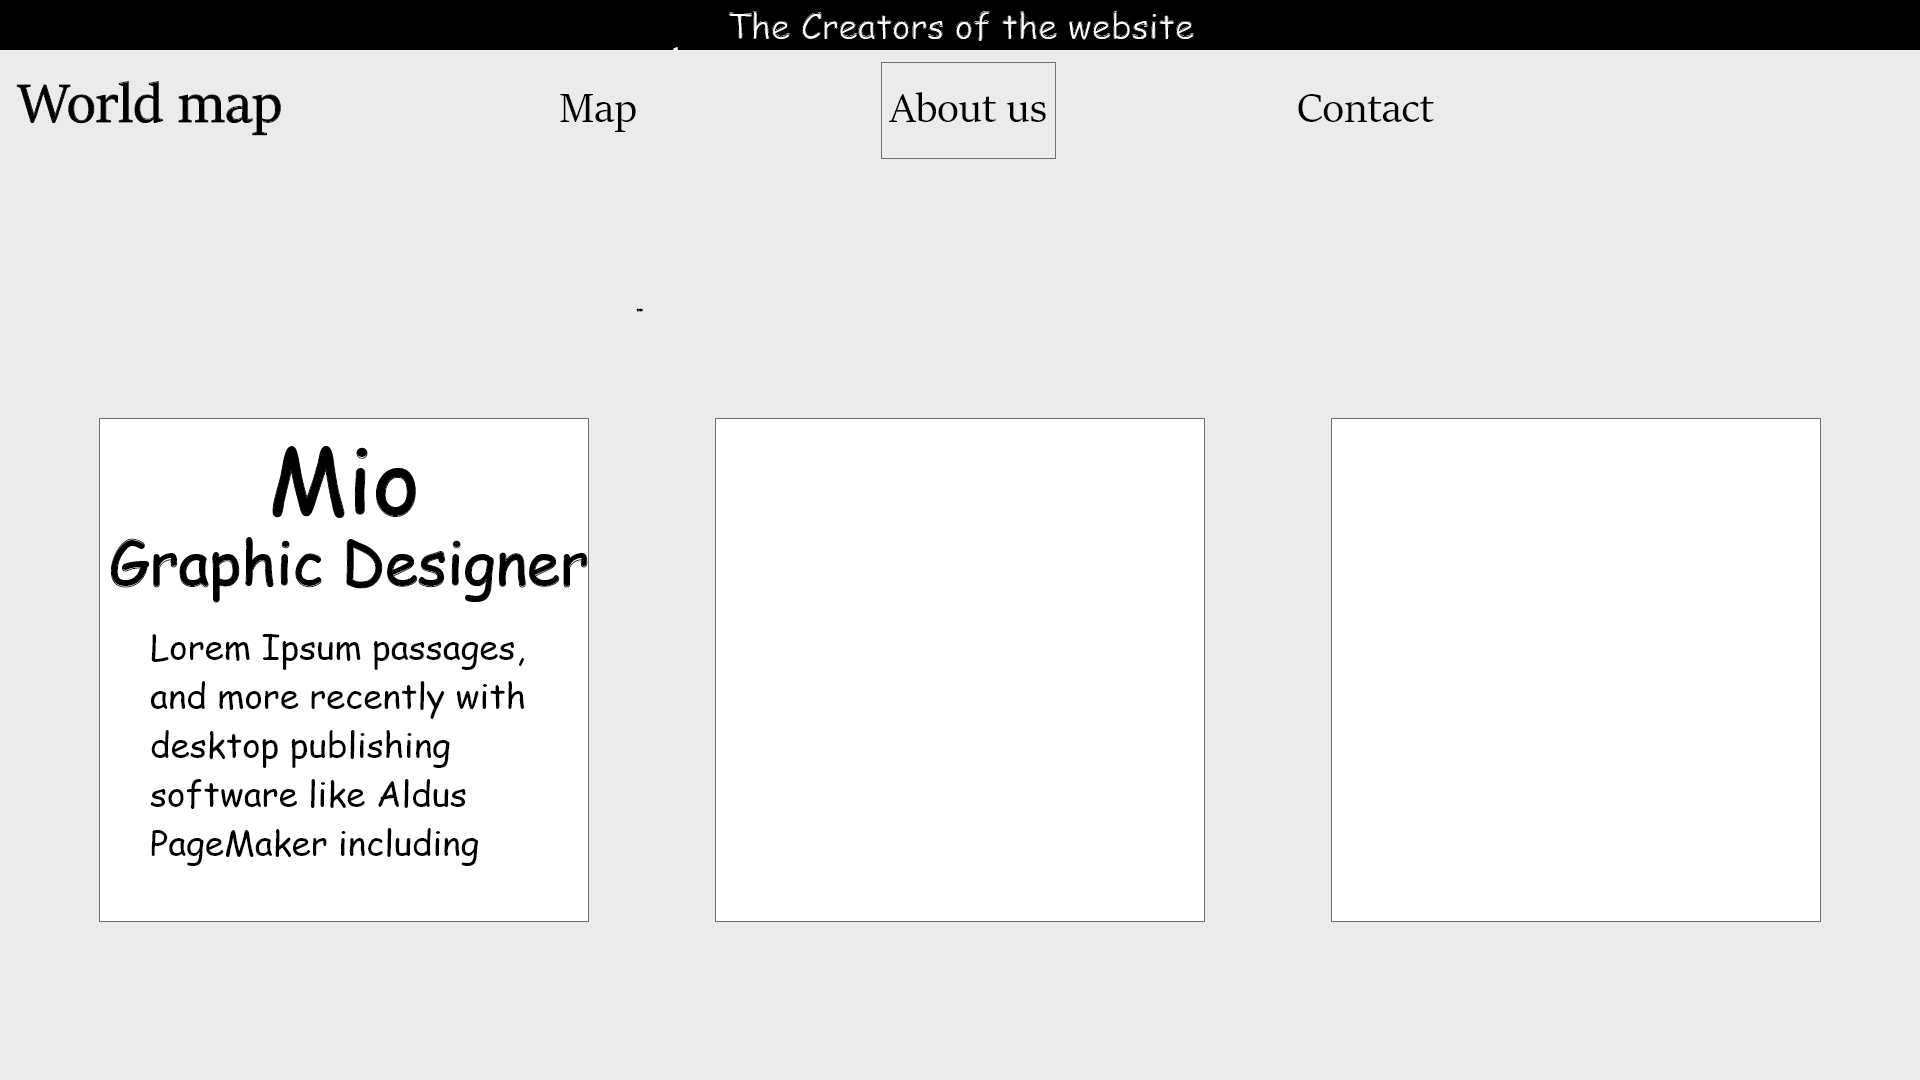 The Creators of the website
World map
Map
About us
Contact
Mio
Graphic Designer
Lorem Ipsum passages,
and more recently with
desktop publishing
software like Aldus
PageMaker including